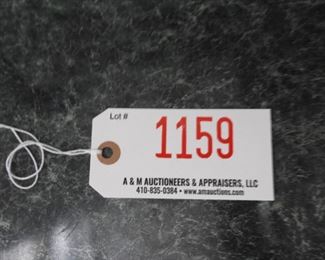 Lot #
1159
A & M AUCTIONEERS & APPRAISERS, LLC
410-835-0384 • www.amauctions.com